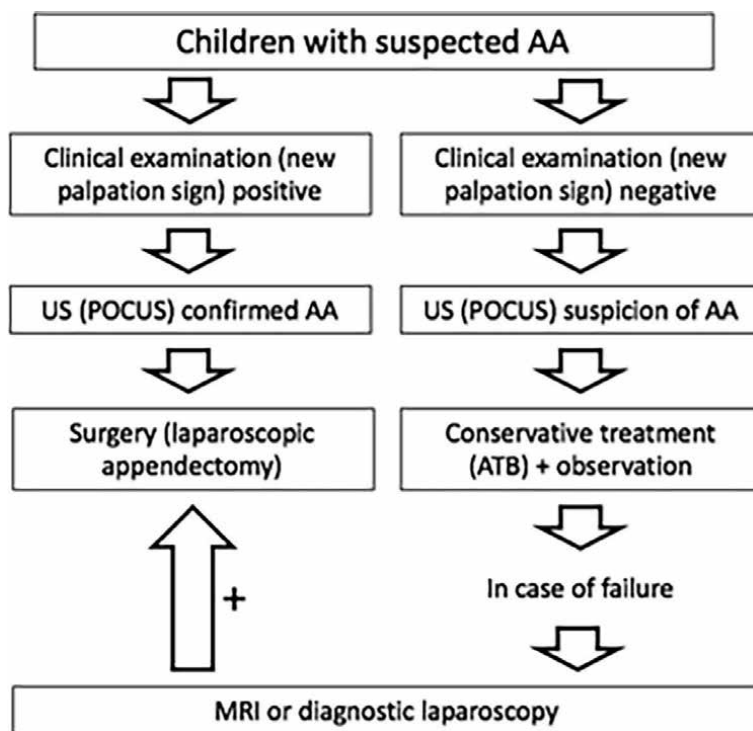 Children with suspected AA
Clinical examination (new
palpation sign) positive
Clinical examination (new
palpation sign) negative
US (POCUS) confirmed AA
US (POCUS) suspicion of AA
Surgery (laparoscopic
appendectomy)
Conservative treatment
(ATB) + observation
In case of failure
+
MRI or diagnostic laparoscopy